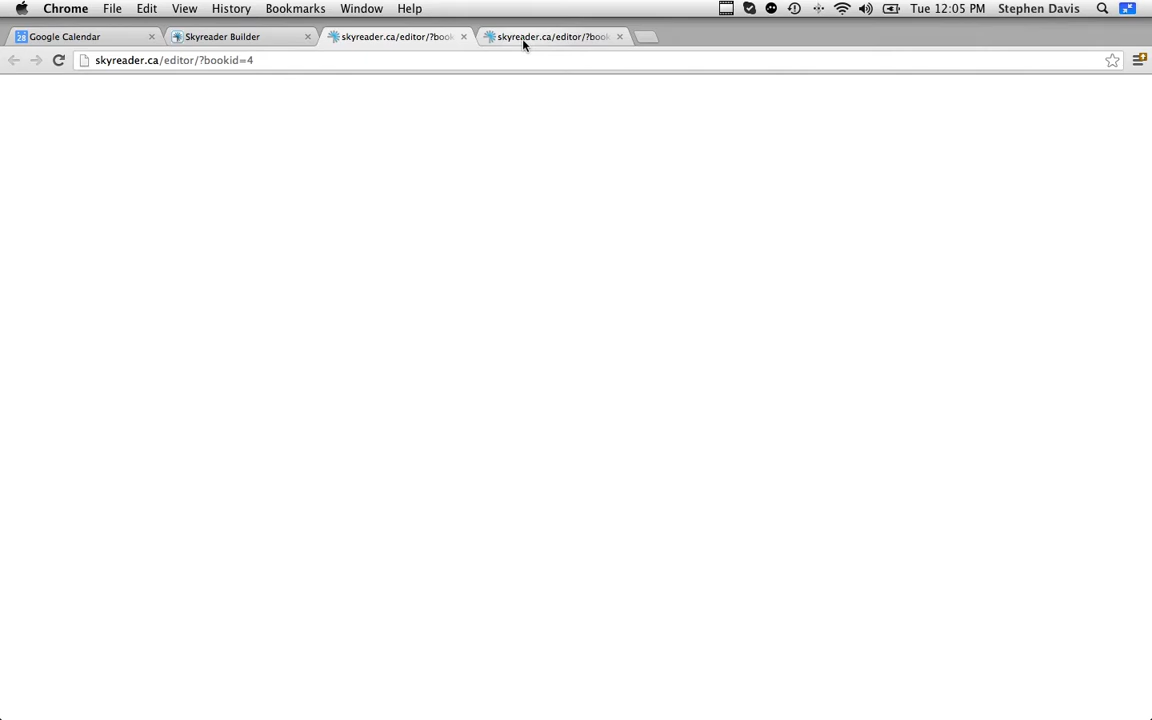 Chrome File Edit View History Bookmarks Window Help Tue 12:05 PM Stephen Davis
28 Google Calendar Skyreader Builder skyreader.ca/editor/?book skyreader.ca/editor/?book
skyreader.ca/editor/?bookid=4